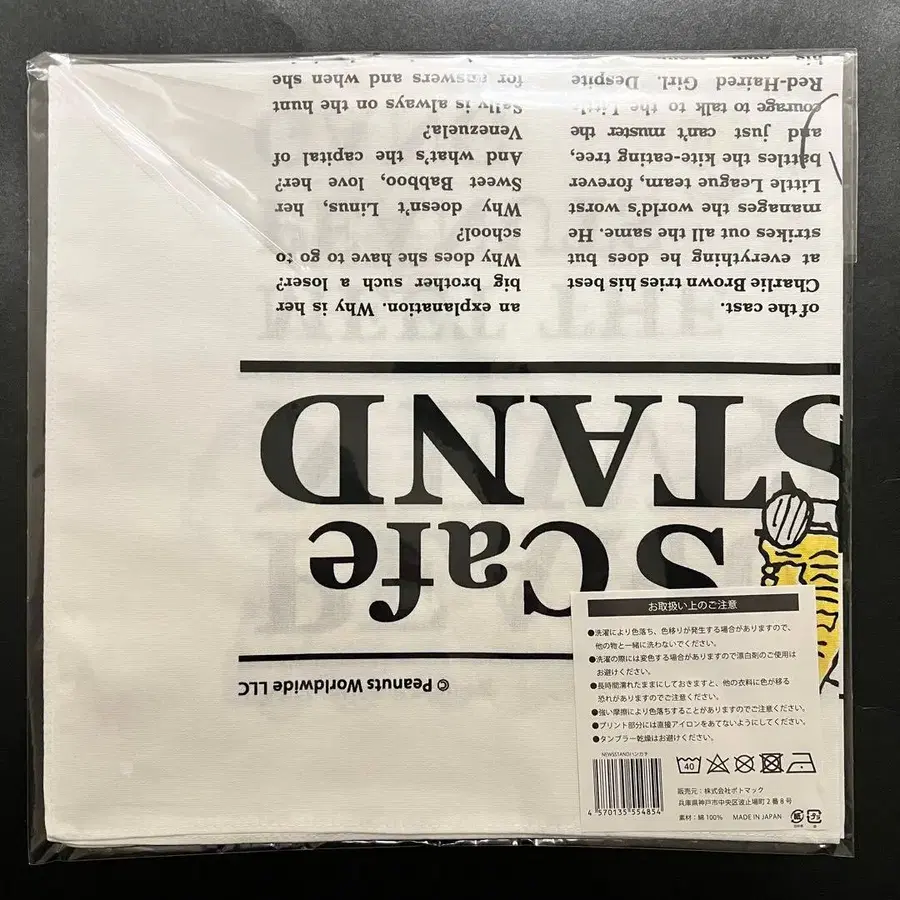 © Peanuts Worldwide LLC
SCafe
STAND
of the cast.
Charlie Brown tries his best
at everything he does but
strikes out all the same. He
manages the world's worst
Little League team, forever
battles the kite-eating tree,
and just can't muster the
courage to talk to the Little
Red-Haired Girl. Despite
his own
an explanation. Why is her
big brother such a loser?
Why does she have to go to
school?
Why doesn't Linus, her
Sweet Babboo, love her?
And what's the capital of
Venezuela?
Sally is always on the hunt
for answers and when she
お取扱い上のご注意
●洗濯により色落ち、色移りが発生する場合がありますので、
他の物と一緒に洗わないでください。
●洗濯の際には変色する場合がありますので漂白剤のご使用は
お避けください。
●長時間濡れたままにしておきますと、他の衣料に色が移る
恐れがありますのでご注意ください。
●強い摩擦により色落ちすることがありますのでご注意ください。
●プリント部分には直接アイロンをあてないようにしてください。
●タンブラー乾燥はお避けください。
NEWSSTANDハンカチ
40
4 570135 554854
販売元：株式会社ポトマック
兵庫県神戸市中央区波止場町2番8号
素材：綿 100% MADE IN JAPAN